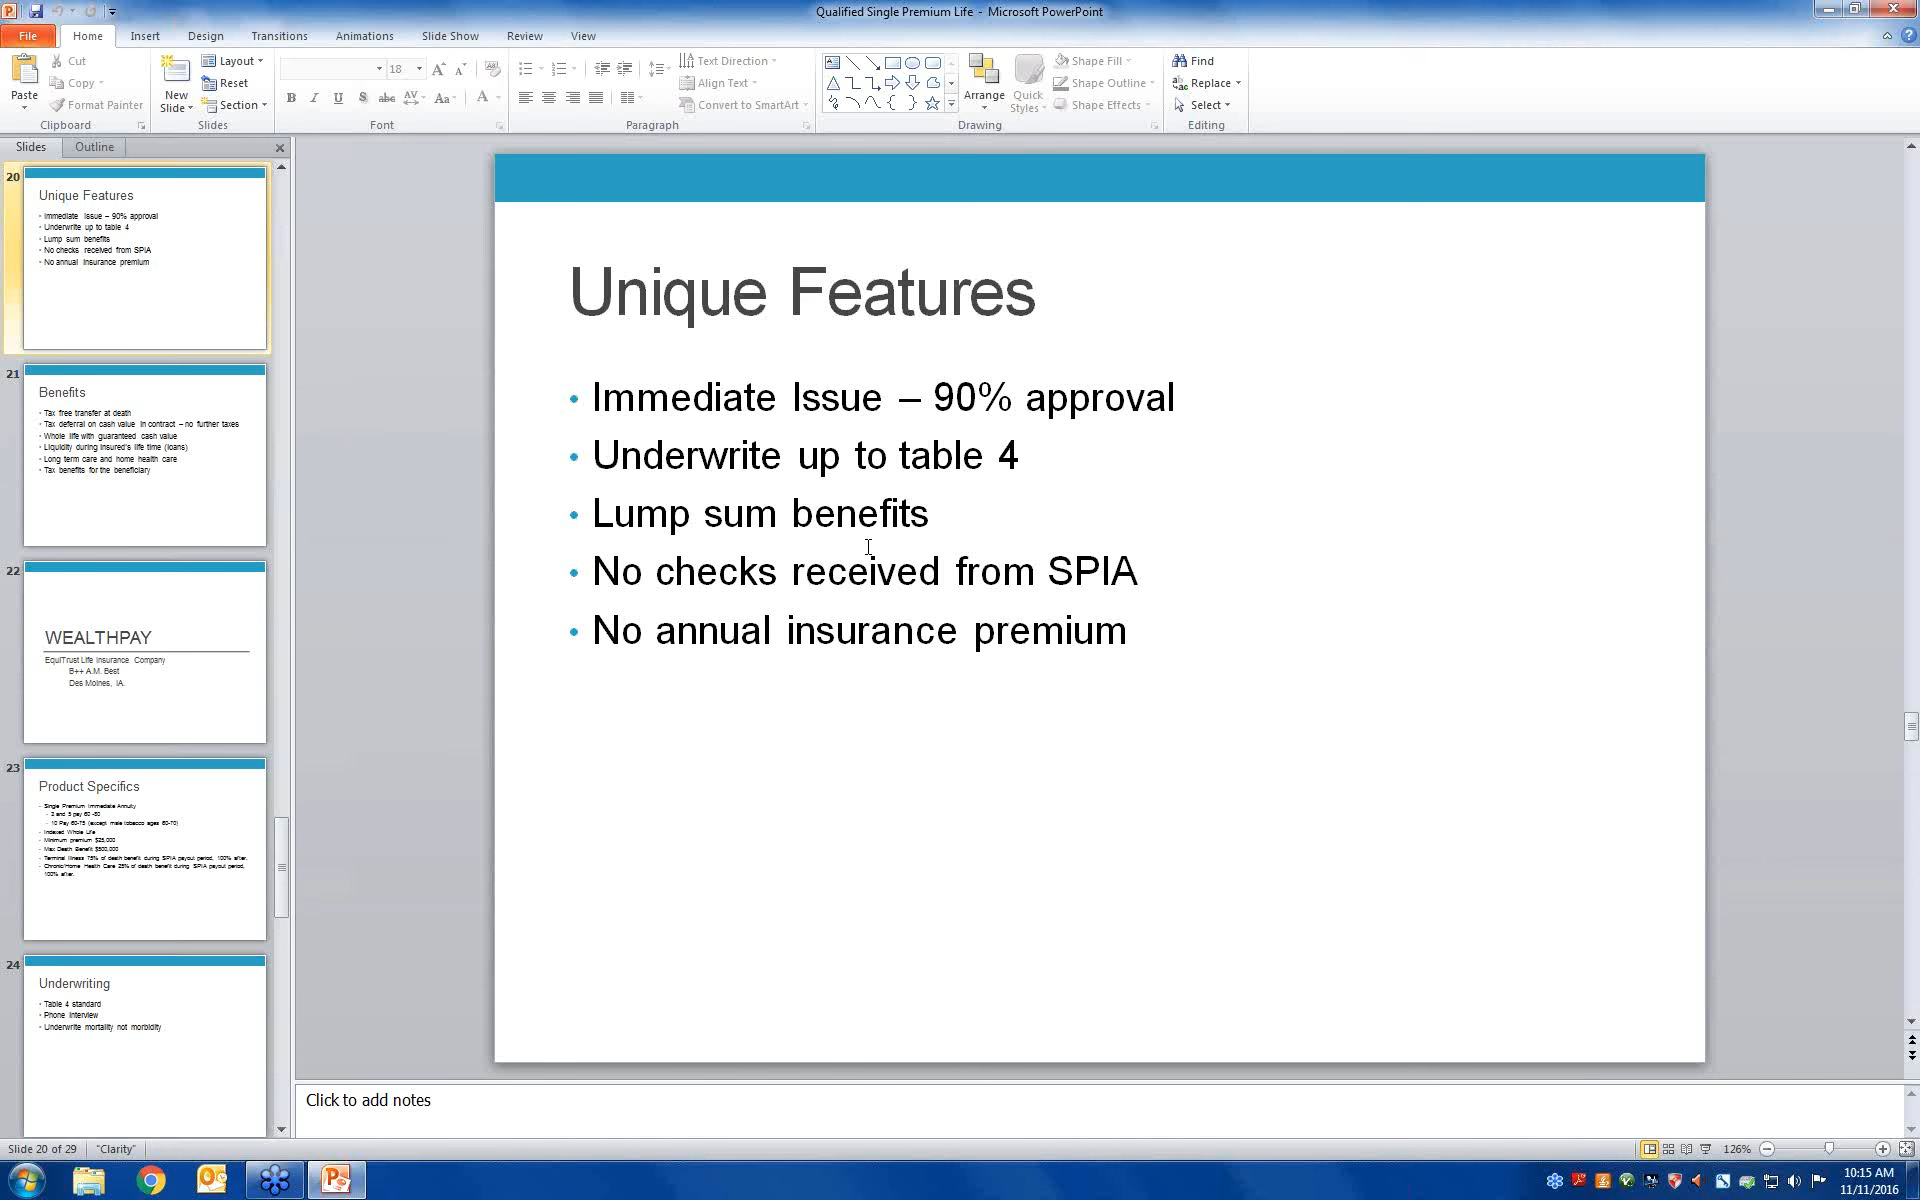 Qualified Single Premium Life - Microsoft PowerPoint
File Home Insert Design Transitions Animations Slide Show Review View
Paste
Cut
Copy
Format Painter
Clipboard
New
Slide
Layout
Reset
Section
Slides
18
B I U S abc AV Aa A
Font
Text Direction
Align Text
Convert to SmartArt
Paragraph
Arrange
Quick
Styles
Shape Fill
Shape Outline
Shape Effects
Drawing
Find
Replace
Select
Editing
Slides Outline
20
Unique Features
• Immediate Issue – 90% approval
• Underwrite up to table 4
• Lump sum benefits
• No checks received from SPIA
• No annual insurance premium
21
Benefits
• Tax free transfer at death
• Tax deferral on cash value in contract – no further taxes
• Whole life with guaranteed cash value
• Liquidity during insured's life time (loans)
• Long term care and home health care
• Tax benefits for the beneficiary
22
WEALTHPAY
EquiTrust Life Insurance Company
B++ A.M. Best
Des Moines, IA.
23
Product Specifics
Single Premium Immediate Annuity
10 Pay 60-75 (except male tobacco ages 60-70)
Indexed Whole Life
Minimum premium $25,000
Max Death Benefit $500,000
Terminal Illness 75% of death benefit during SPIA payout period, 100% after.
Chronic/Home Health Care 25% of death benefit during SPIA payout period,
100% after.
24
Underwriting
• Table 4 standard
• Phone interview
• Underwrite mortality not morbidity
Unique Features
• Immediate Issue – 90% approval
• Underwrite up to table 4
• Lump sum benefits
• No checks received from SPIA
• No annual insurance premium
Click to add notes
Slide 20 of 29 "Clarity" 126%
10:15 AM
11/11/2016